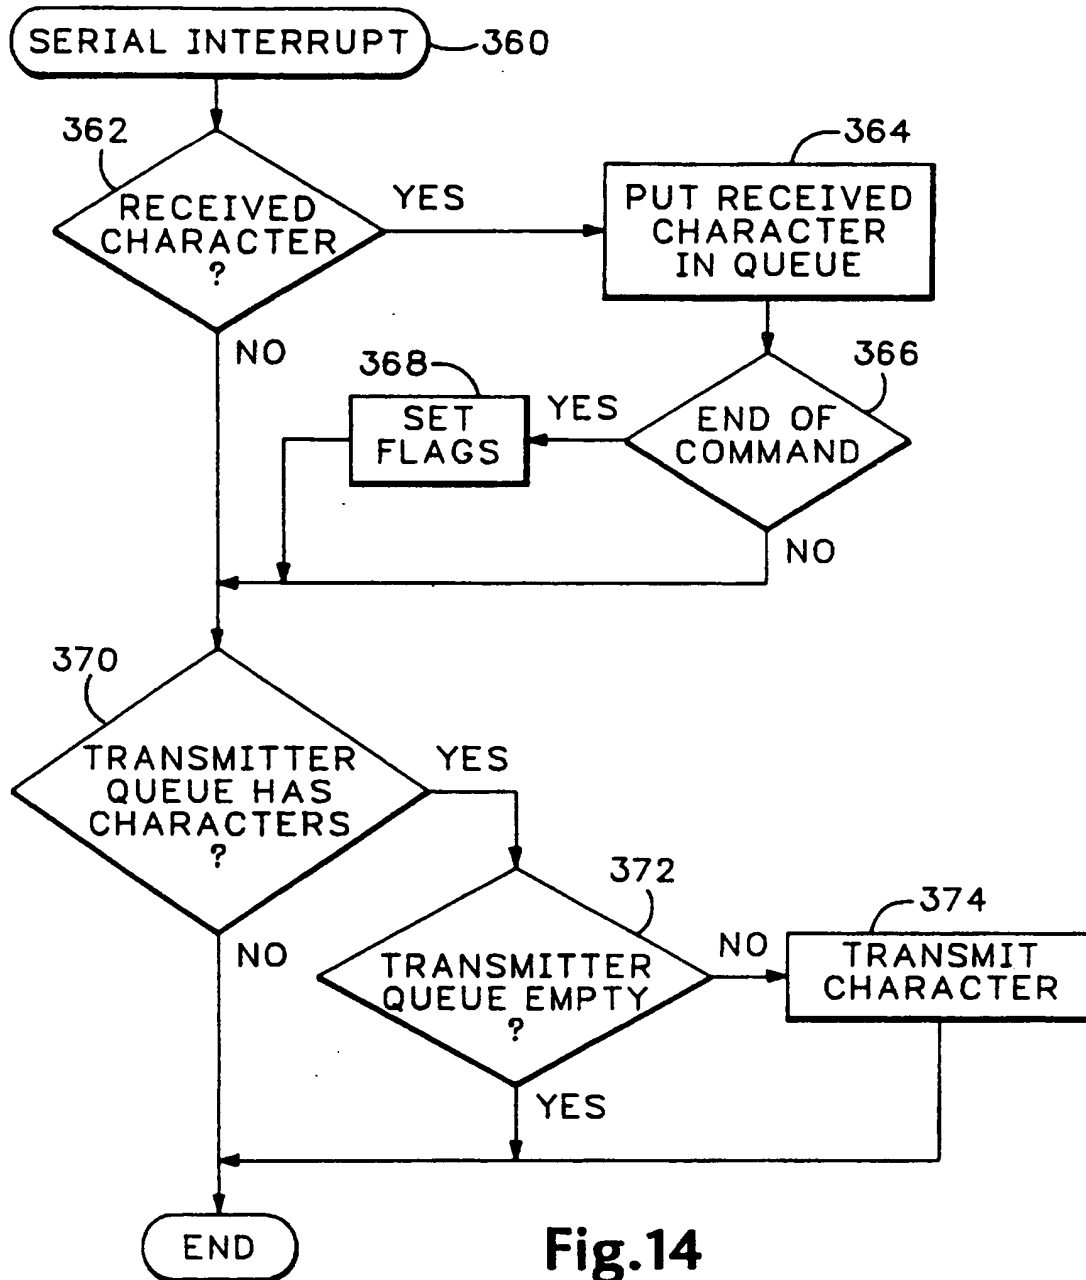 SERIAL INTERRUPT
360
362
RECEIVED
CHARACTER
?
YES
NO
364
PUT RECEIVED
CHARACTER
IN QUEUE
366
END OF
COMMAND
YES
NO
368
SET
FLAGS
370
TRANSMITTER
QUEUE HAS
CHARACTERS
?
YES
NO
372
TRANSMITTER
QUEUE EMPTY
?
NO
YES
374
TRANSMIT
CHARACTER
END
Fig.14